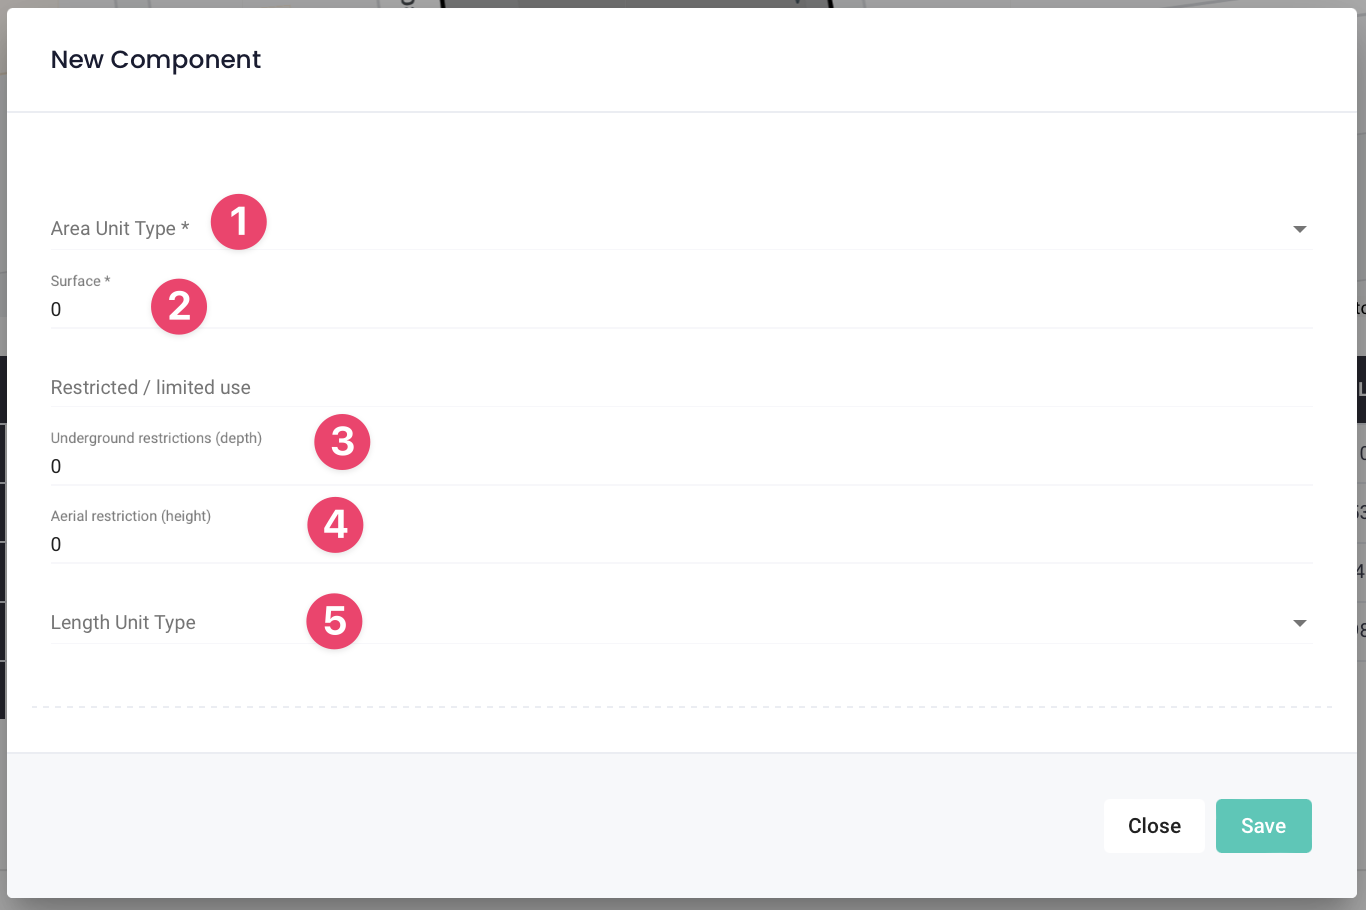 New Component
Area Unit Type *
1
Surface *
2
0
Restricted / limited use
Underground restrictions (depth)
3
0
Aerial restriction (height)
4
0
Length Unit Type
5
Close
Save